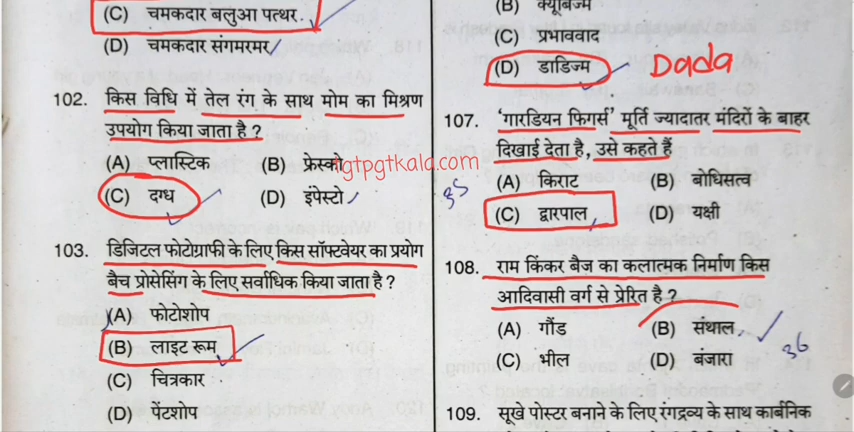 (C) चमकदार बलुआ पत्थर
(D) चमकदार संगमरमर
102. किस विधि में तेल रंग के साथ मोम का मिश्रण
उपयोग किया जाता है ?
(A) प्लास्टिक (B) फ्रेस्को
(C) दग्ध (D) इंपेस्टो
103. डिजिटल फोटोग्राफी के लिए किस सॉफ्टवेयर का प्रयोग
बैच प्रोसेसिंग के लिए सर्वाधिक किया जाता है ?
(A) फोटोशोप
(B) लाइट रूम
(C) चित्रकार
(D) पेंटशोप
(B) क्यूबिज्म
(C) प्रभाववाद
(D) डाडिज्म Dada
107. 'गारडियन फिगर्स' मूर्ति ज्यादातर मंदिरों के बाहर
दिखाई देता है, उसे कहते हैं
tgtpgtkala.com
35
(A) किराट (B) बोधिसत्व
(C) द्वारपाल (D) यक्षी
108. राम किंकर बैज का कलात्मक निर्माण किस
आदिवासी वर्ग से प्रेरित है ?
(A) गौंड (B) संथाल
(C) भील (D) बंजारा
36
109. सूखे पोस्टर बनाने के लिए रंगद्रव्य के साथ कार्बनिक